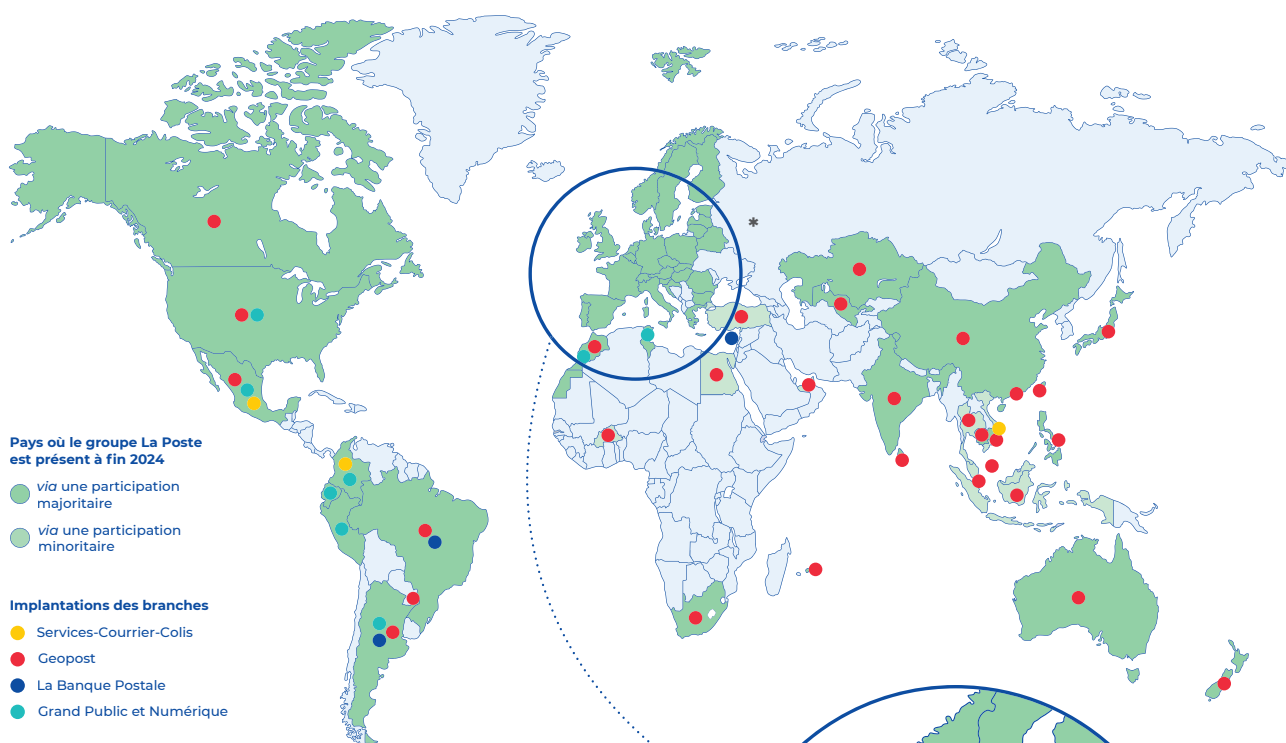 *
Pays où le groupe La Poste
est présent à fin 2024
via une participation
majoritaire
via une participation
minoritaire
Implantations des branches
Services-Courrier-Colis
Geopost
La Banque Postale
Grand Public et Numérique